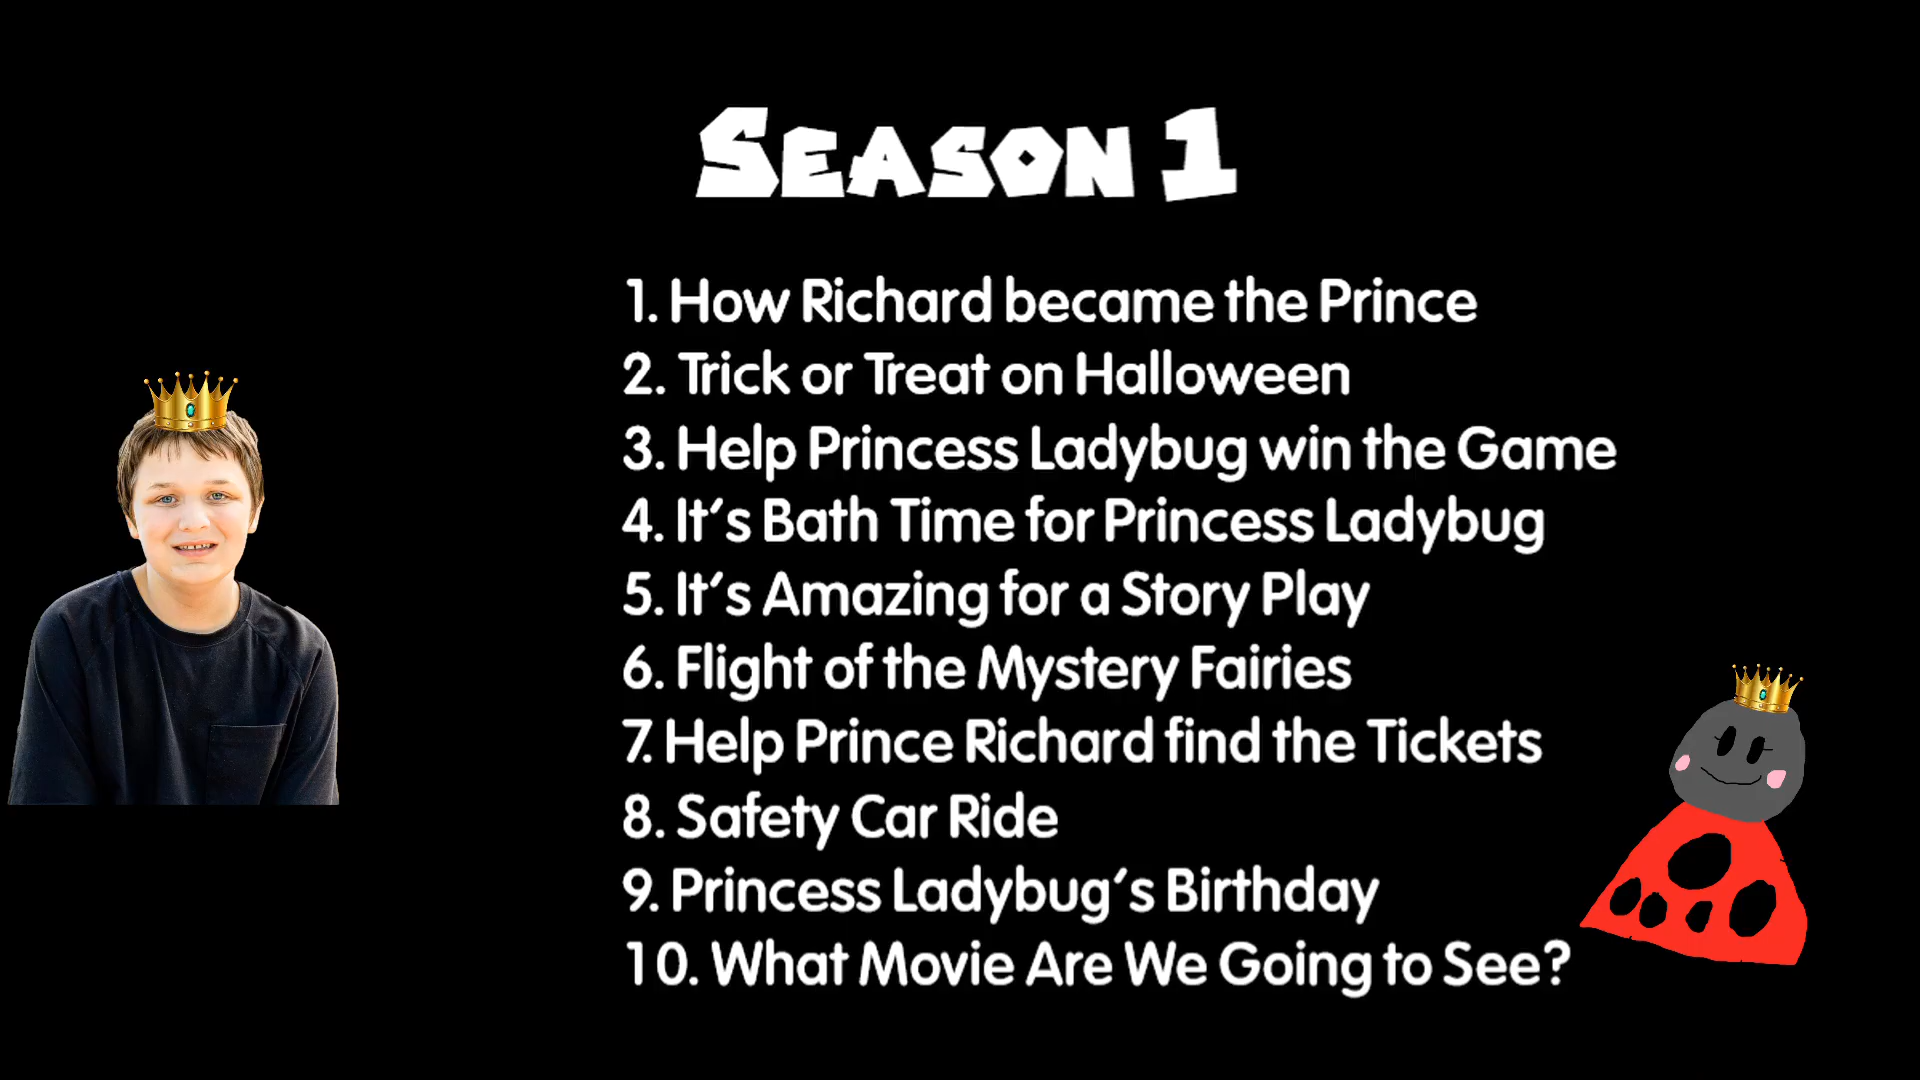 Season 1
1. How Richard became the Prince
2. Trick or Treat on Halloween
3. Help Princess Ladybug win the Game
4. It's Bath Time for Princess Ladybug
5. It's Amazing for a Story Play
6. Flight of the Mystery Fairies
7. Help Prince Richard find the Tickets
8. Safety Car Ride
9. Princess Ladybug's Birthday
10. What Movie Are We Going to See?